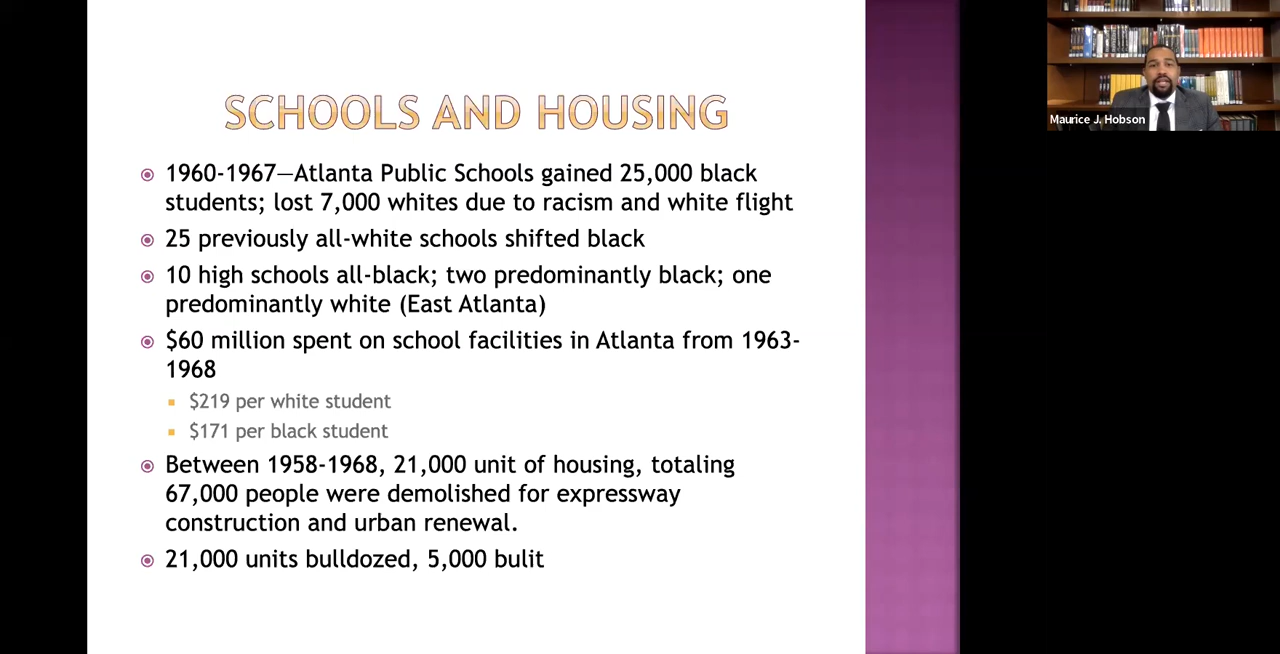 SCHOOLS AND HOUSING
1960-1967—Atlanta Public Schools gained 25,000 black
students; lost 7,000 whites due to racism and white flight
25 previously all-white schools shifted black
10 high schools all-black; two predominantly black; one
predominantly white (East Atlanta)
$60 million spent on school facilities in Atlanta from 1963-
1968
$219 per white student
$171 per black student
Between 1958-1968, 21,000 unit of housing, totaling
67,000 people were demolished for expressway
construction and urban renewal.
21,000 units bulldozed, 5,000 bulit
Maurice J. Hobson